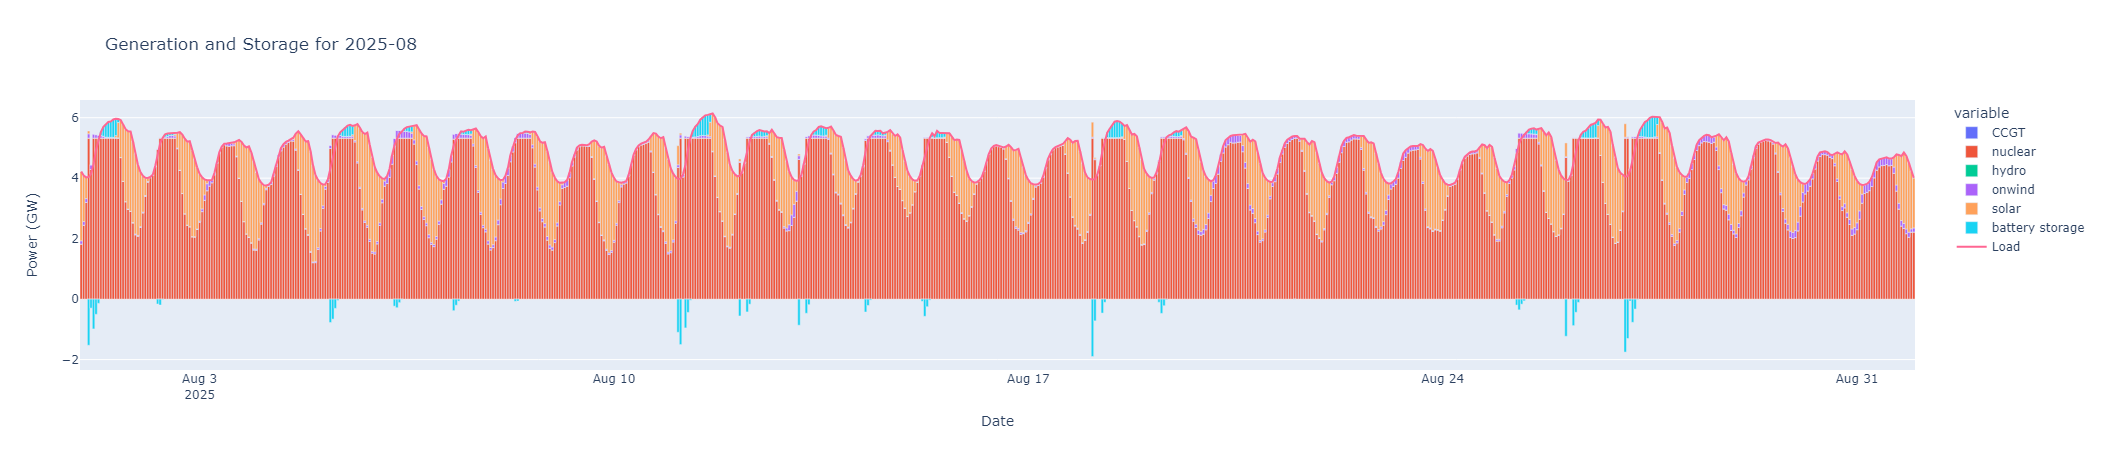 Generation and Storage for 2025-08
Power (GW)
6
4
2
0
−2
Aug 3
2025
Aug 10
Aug 17
Aug 24
Aug 31
Date
variable
CCGT
nuclear
hydro
onwind
solar
battery storage
Load